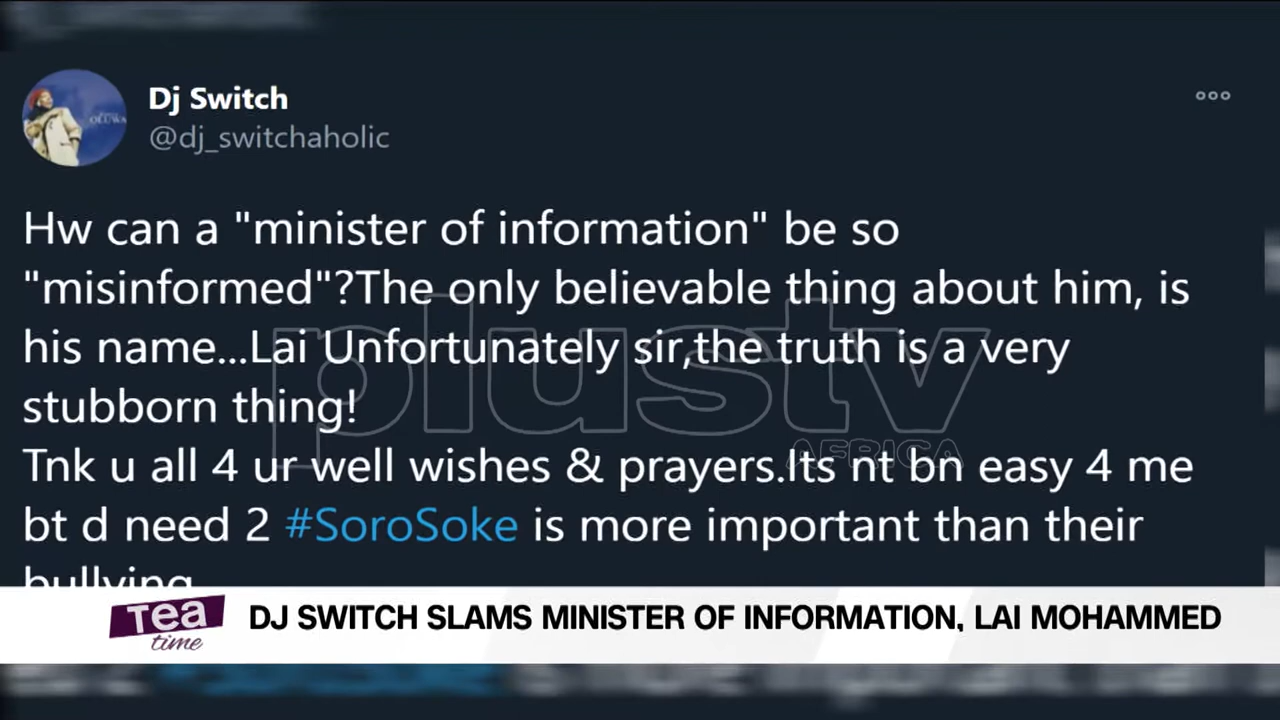 Dj Switch
@dj_switchaholic
Hw can a "minister of information" be so
"misinformed"?The only believable thing about him, is
his name...Lai Unfortunately sir,the truth is a very
stubborn thing!
Tnk u all 4 ur well wishes & prayers.Its nt bn easy 4 me
bt d need 2 #SoroSoke is more important than their
bullying
plustv
AFRICA
Tea
time
DJ SWITCH SLAMS MINISTER OF INFORMATION, LAI MOHAMMED